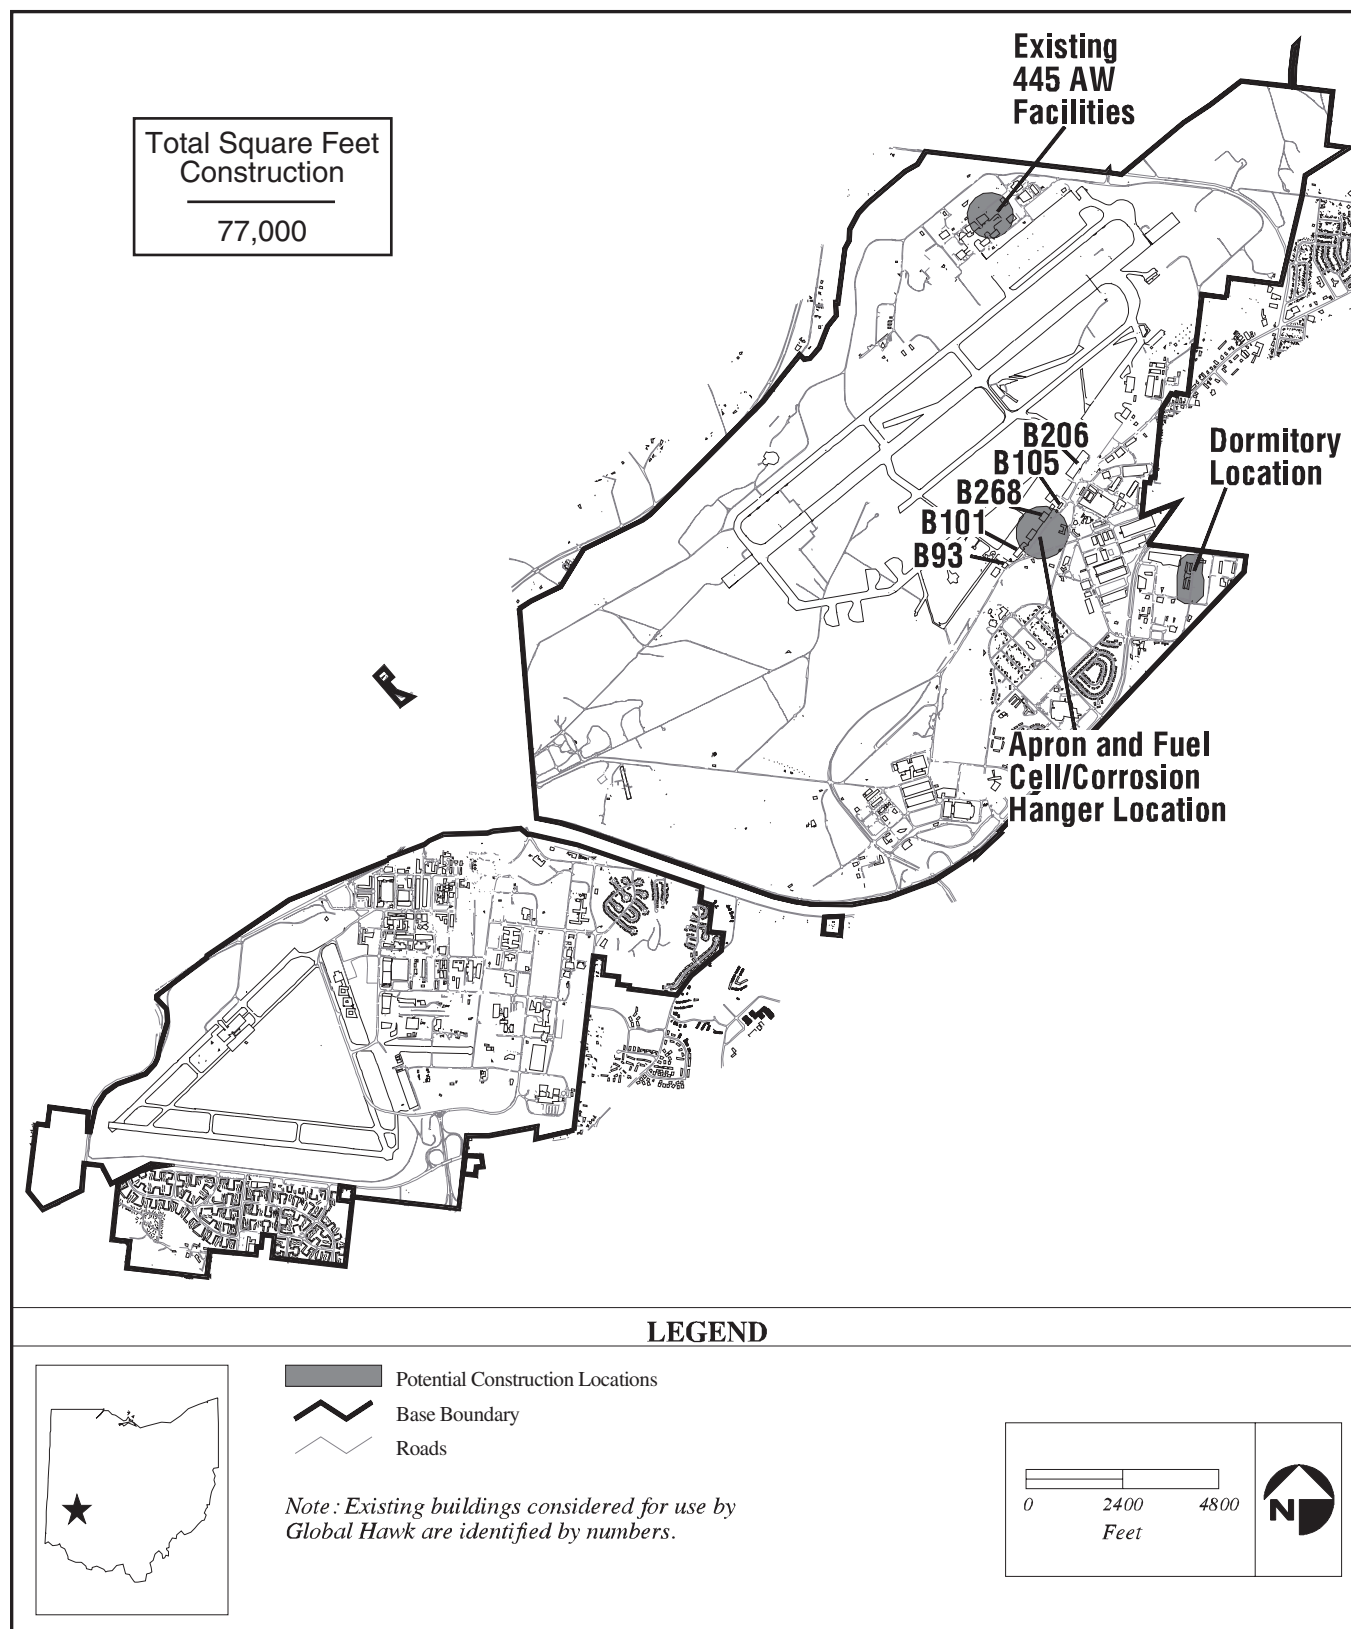 Existing
445 AW
Facilities
Total Square Feet
Construction
77,000
B206
B105
B268
B101
B93
Dormitory
Location
Apron and Fuel
Cell/Corrosion
Hanger Location
LEGEND
Potential Construction Locations
Base Boundary
Roads
Note: Existing buildings considered for use by
Global Hawk are identified by numbers.
0 2400 4800
Feet
N